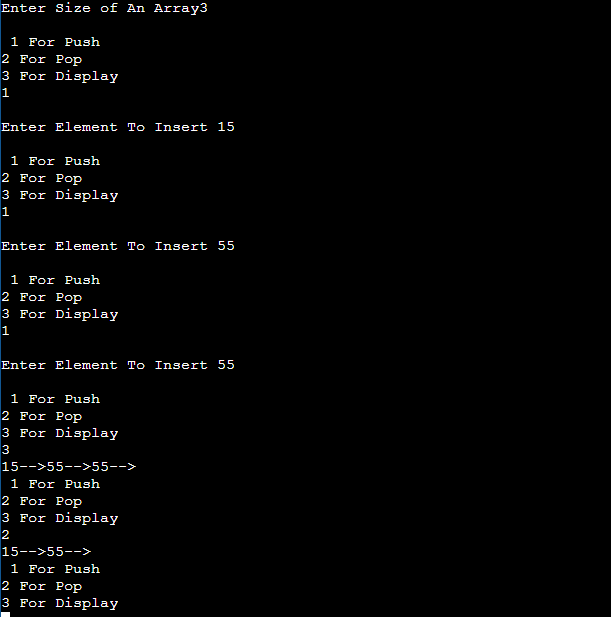 Enter Size of An Array3
1 For Push
2 For Pop
3 For Display
1
Enter Element To Insert 15
1 For Push
2 For Pop
3 For Display
1
Enter Element To Insert 55
1 For Push
2 For Pop
3 For Display
1
Enter Element To Insert 55
1 For Push
2 For Pop
3 For Display
3
15-->55-->55-->
1 For Push
2 For Pop
3 For Display
2
15-->55-->
1 For Push
2 For Pop
3 For Display